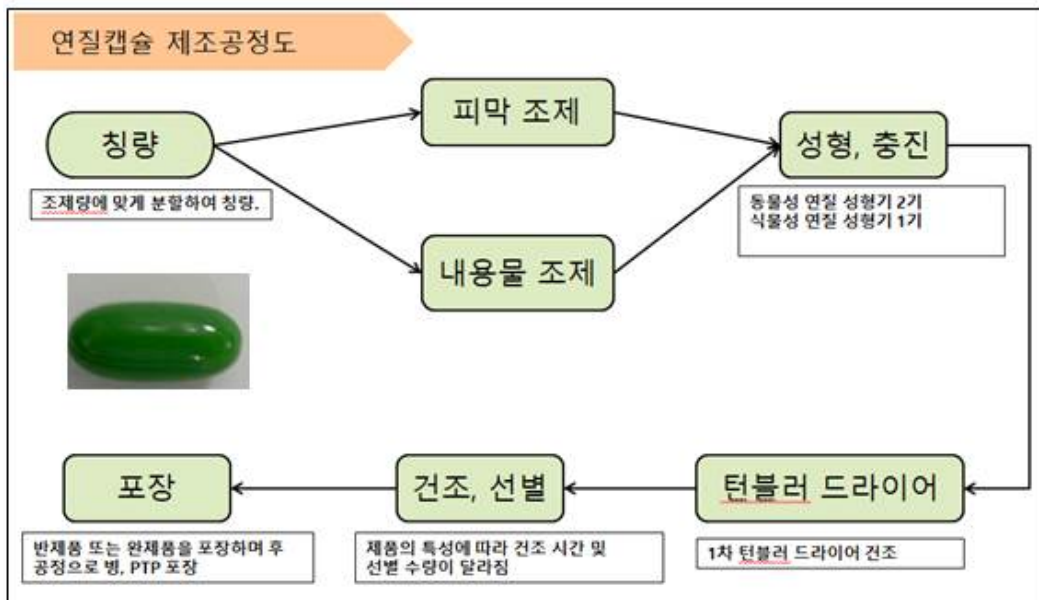 연질캡슐 제조공정도
칭량
조제량에 맞게 분할하여 칭량.
피막 조제
내용물 조제
성형, 충진
동물성 연질 성형기 2기
식물성 연질 성형기 1기
턴블러 드라이어
1차 턴블러 드라이어 건조
건조, 선별
제품의 특성에 따라 건조 시간 및
선별 수량이 달라짐
포장
반제품 또는 완제품을 포장하며 후
공정으로 병, PTP 포장